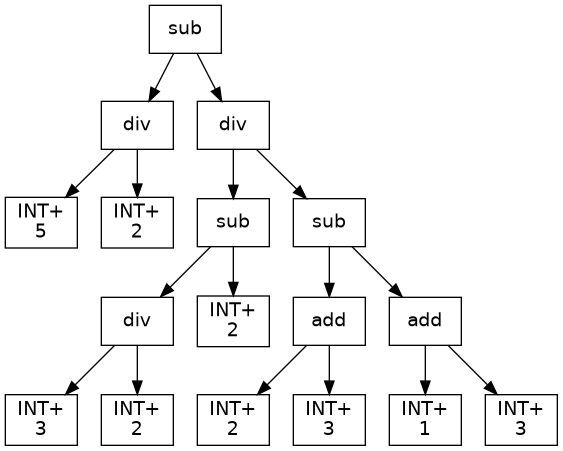 sub
div
div
INT+
5
INT+
2
sub
sub
div
INT+
2
add
add
INT+
3
INT+
2
INT+
2
INT+
3
INT+
1
INT+
3